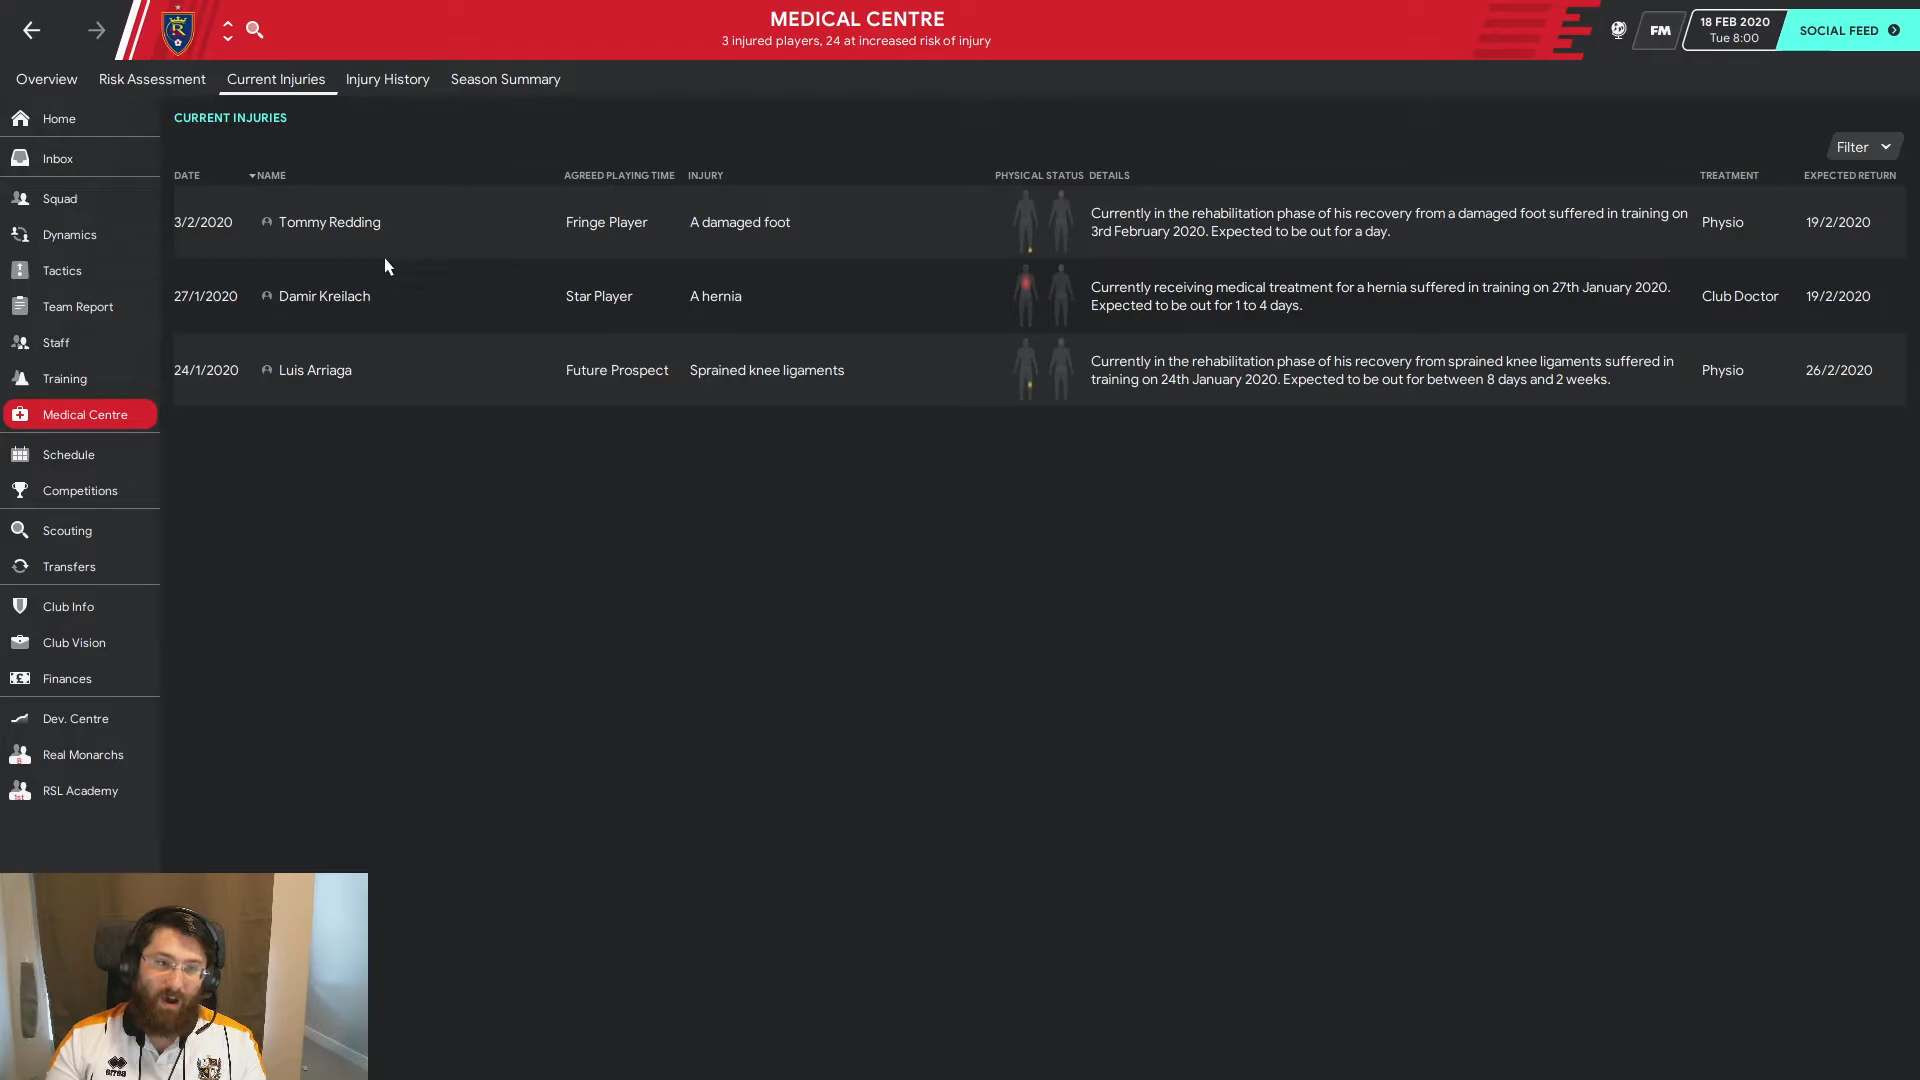 MEDICAL CENTRE
3 injured players, 24 at increased risk of injury
FM
18 FEB 2020
Tue 8:00
SOCIAL FEED
Overview Risk Assessment Current Injuries Injury History Season Summary
Home
Inbox
Squad
Dynamics
Tactics
Team Report
Staff
Training
Medical Centre
Schedule
Competitions
Scouting
Transfers
Club Info
Club Vision
Finances
Dev. Centre
Real Monarchs
RSL Academy
CURRENT INJURIES
Filter
DATE NAME AGREED PLAYING TIME INJURY PHYSICAL STATUS DETAILS TREATMENT EXPECTED RETURN
3/2/2020 Tommy Redding Fringe Player A damaged foot Currently in the rehabilitation phase of his recovery from a damaged foot suffered in training on
3rd February 2020. Expected to be out for a day.
Physio 19/2/2020
27/1/2020 Damir Kreilach Star Player A hernia Currently receiving medical treatment for a hernia suffered in training on 27th January 2020.
Expected to be out for 1 to 4 days.
Club Doctor 19/2/2020
24/1/2020 Luis Arriaga Future Prospect Sprained knee ligaments Currently in the rehabilitation phase of his recovery from sprained knee ligaments suffered in
training on 24th January 2020. Expected to be out for between 8 days and 2 weeks.
Physio 26/2/2020
errea